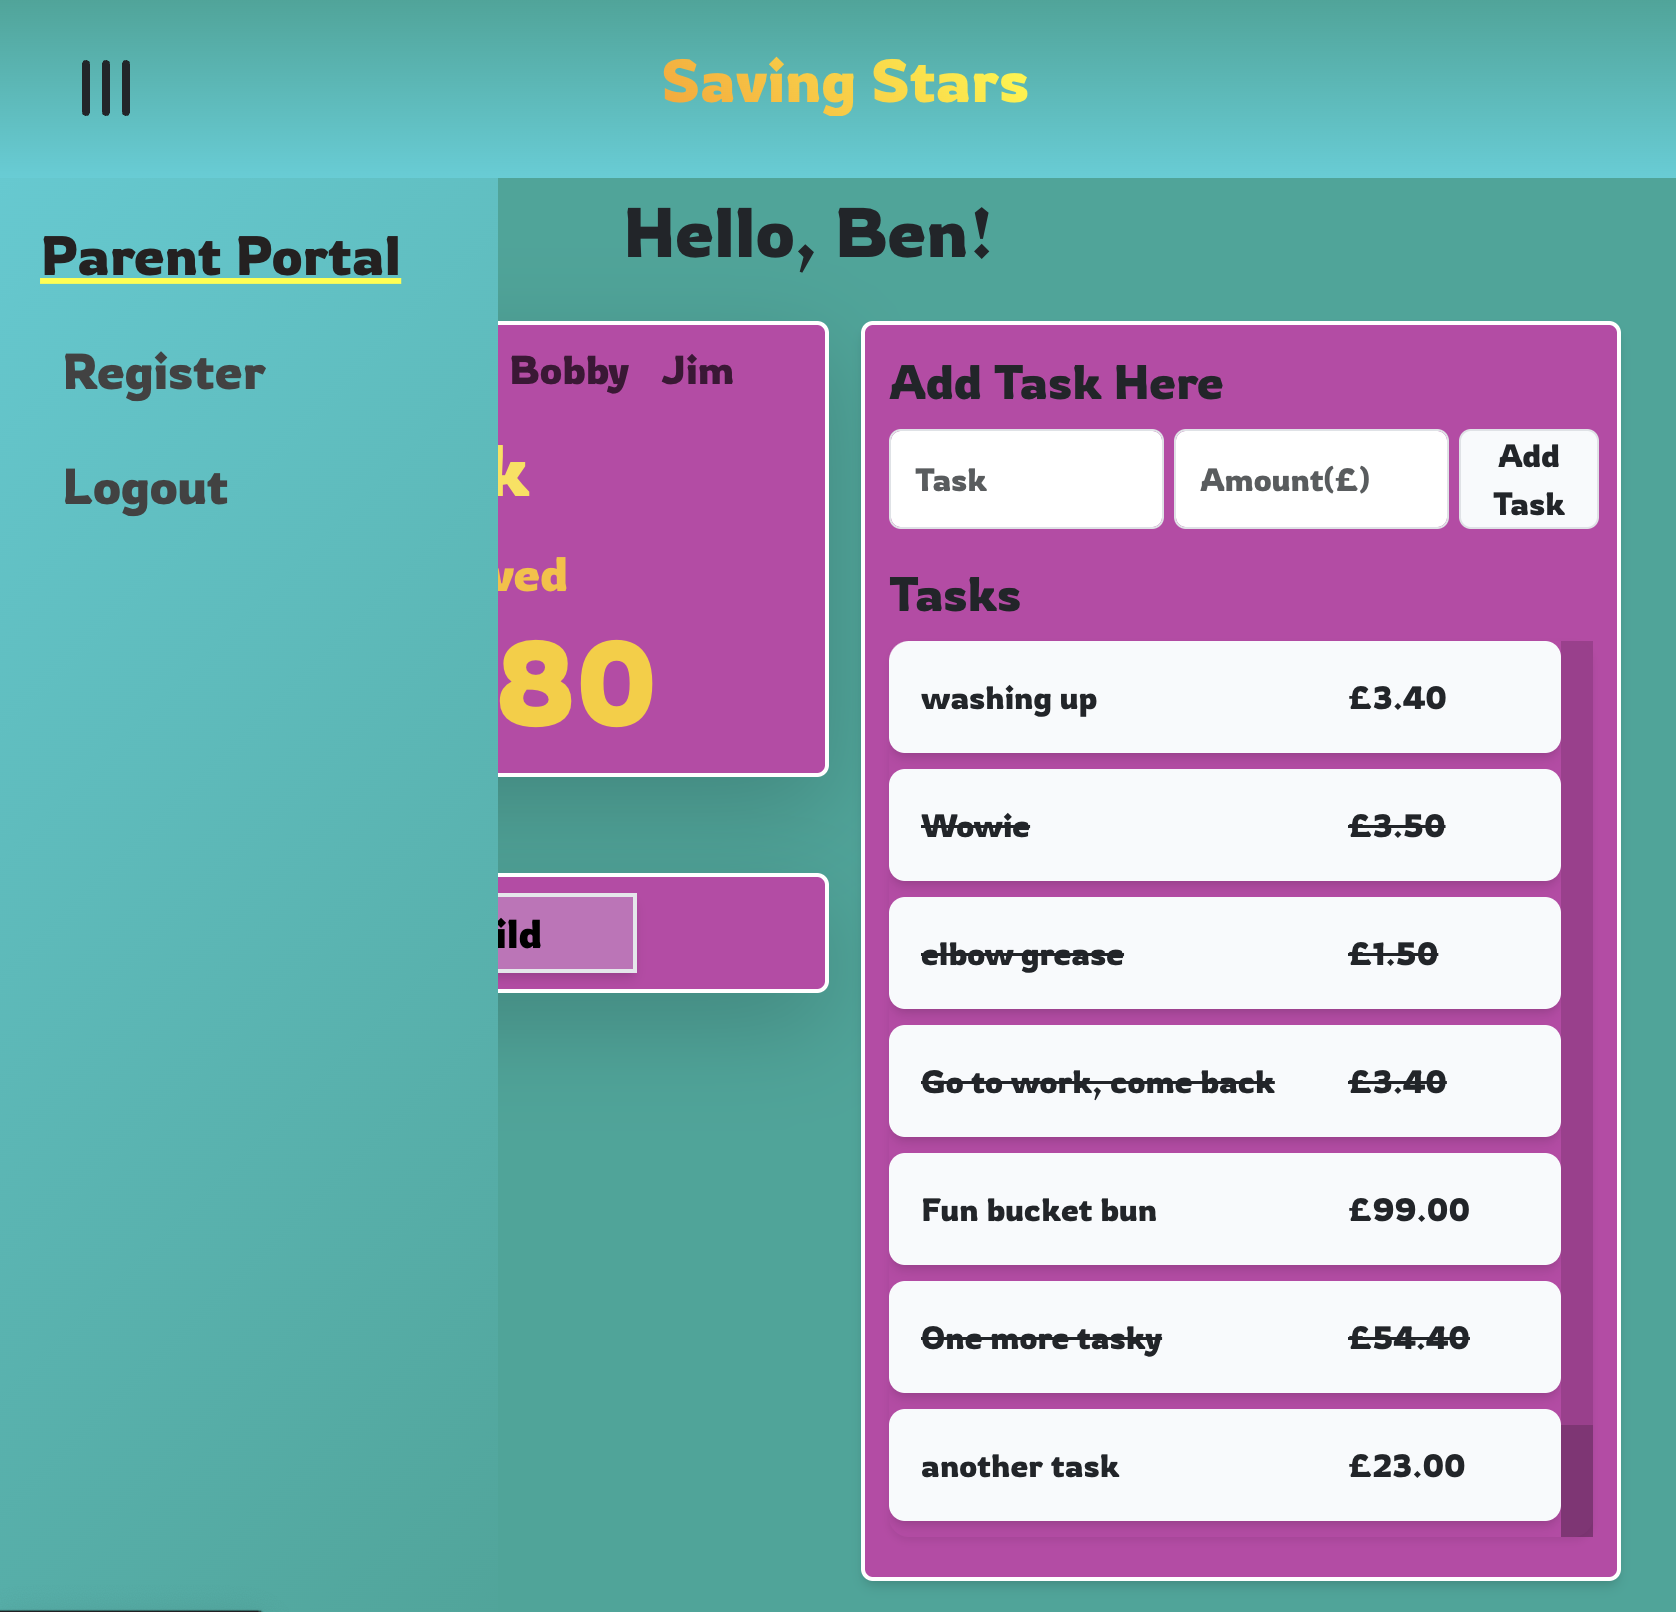 Saving Stars
Parent Portal
Register
Logout
Hello, Ben!
Bobby Jim
k
ved
80
ild
Add Task Here
Task
Amount(£)
Add
Task
Tasks
washing up £3.40
Wowie £3.50
elbow grease £1.50
Go to work, come back £3.40
Fun bucket bun £99.00
One more tasky £54.40
another task £23.00